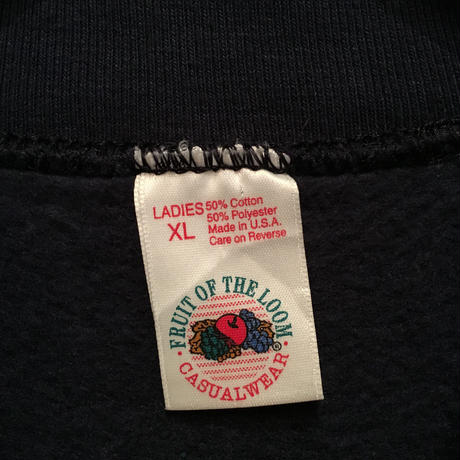 LADIES 50% Cotton
50% Polyester
XL Made in U.S.A.
Care on Reverse
FRUIT OF THE LOOM
®
CASUALWEAR